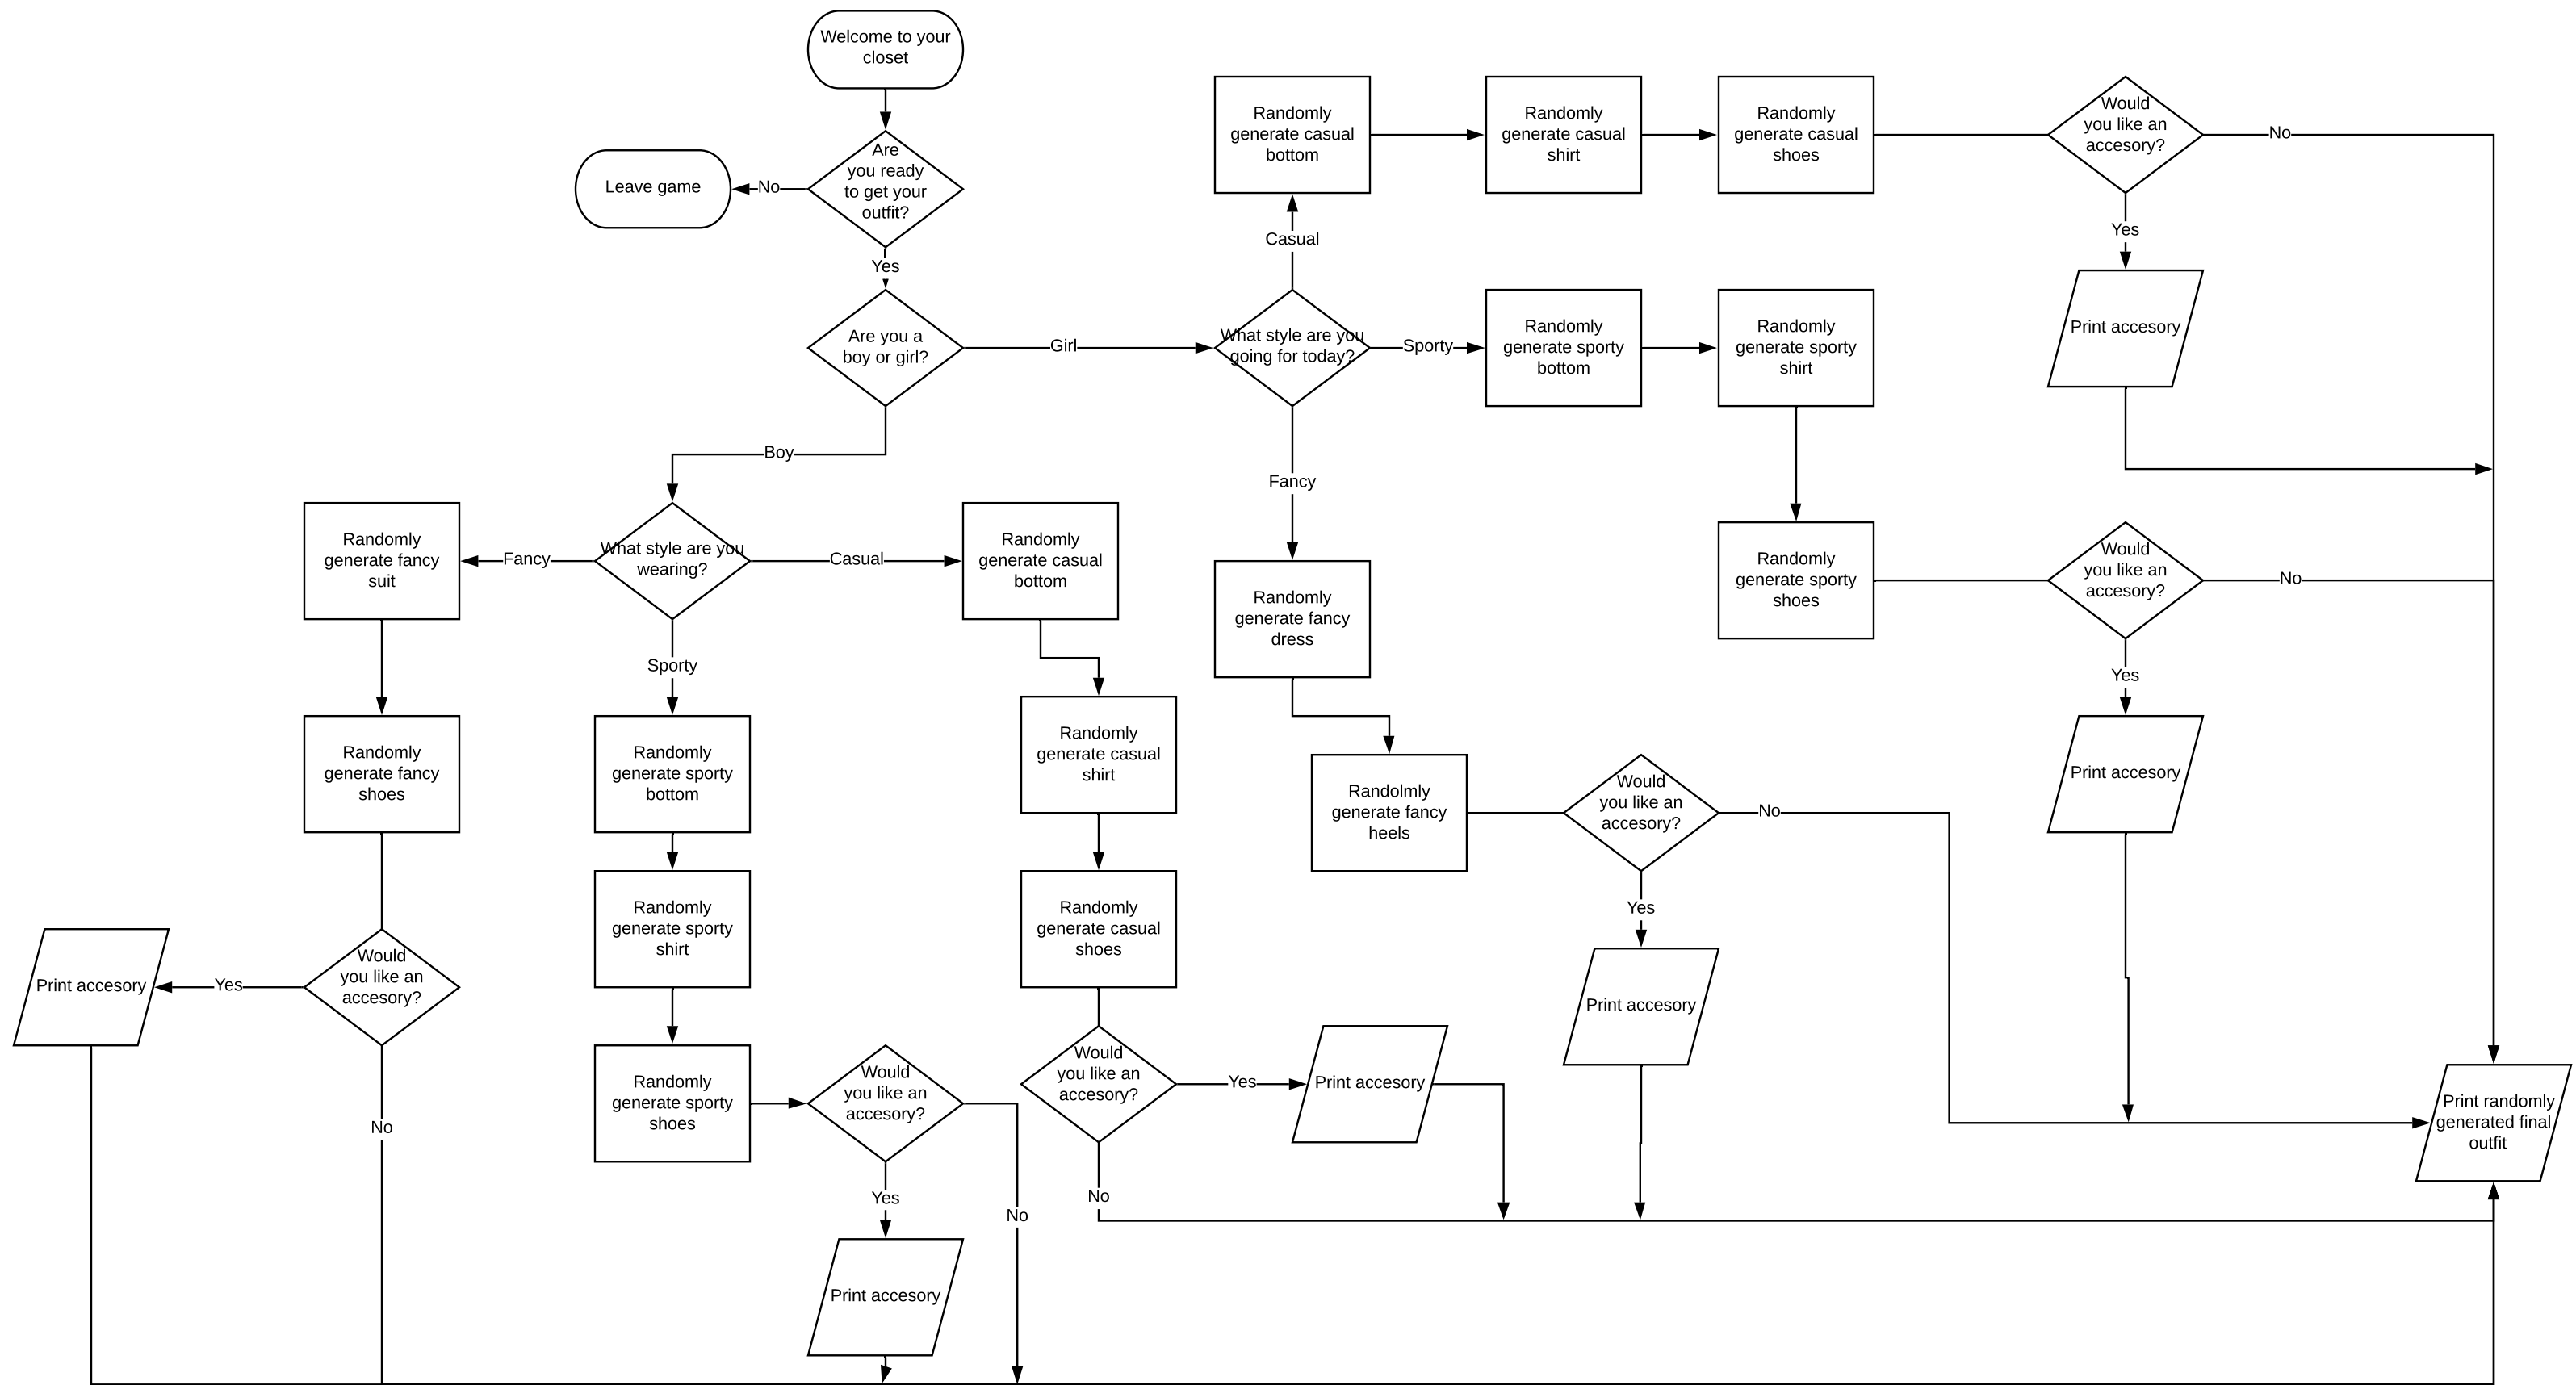 Welcome to your
closet
Are
you ready
to get your
outfit?
No
Leave game
Yes
Are you a
boy or girl?
Girl
Boy
What style are you
going for today?
Casual
Randomly
generate casual
bottom
Randomly
generate casual
shirt
Randomly
generate casual
shoes
Would
you like an
accesory?
No
Yes
Print accesory
Sporty
Randomly
generate sporty
bottom
Randomly
generate sporty
shirt
Randomly
generate sporty
shoes
Would
you like an
accesory?
No
Yes
Print accesory
Fancy
Randomly
generate fancy
dress
Randolmly
generate fancy
heels
Would
you like an
accesory?
No
Yes
Print accesory
What style are you
wearing?
Fancy
Randomly
generate fancy
suit
Randomly
generate fancy
shoes
Would
you like an
accesory?
Yes
Print accesory
No
Sporty
Randomly
generate sporty
bottom
Randomly
generate sporty
shirt
Randomly
generate sporty
shoes
Would
you like an
accesory?
Yes
Print accesory
No
Casual
Randomly
generate casual
bottom
Randomly
generate casual
shirt
Randomly
generate casual
shoes
Would
you like an
accesory?
Yes
Print accesory
No
Print randomly
generated final
outfit